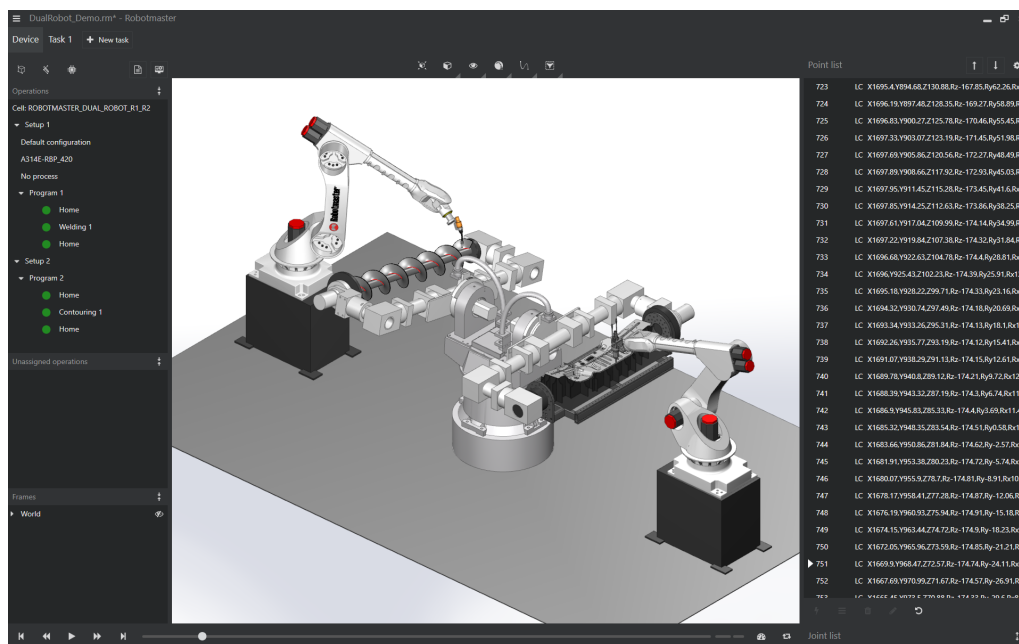 DualRobot_Demo.rm* - Robotmaster
Device Task 1 + New task
Operations
Cell: ROBOTMASTER_DUAL_ROBOT_R1_R2
Setup 1
Default configuration
A314E-RBP_420
No process
Program 1
Home
Welding 1
Home
Setup 2
Program 2
Home
Contouring 1
Home
Unassigned operations
Frames
World
Robotmaster
Point list
723 LC X1695.4,Y894.68,Z130.88,Rz-167.85,Ry62.26,Rx
724 LC X1696.19,Y897.48,Z128.35,Rz-169.27,Ry58.89,R
725 LC X1696.83,Y900.27,Z125.78,Rz-170.46,Ry55.45,R
726 LC X1697.33,Y903.07,Z123.19,Rz-171.45,Ry51.98,R
727 LC X1697.69,Y905.86,Z120.56,Rz-172.27,Ry48.49,R
728 LC X1697.89,Y908.66,Z117.92,Rz-172.93,Ry45.03,R
729 LC X1697.95,Y911.45,Z115.28,Rz-173.45,Ry41.6,Rx
730 LC X1697.85,Y914.25,Z112.63,Rz-173.86,Ry38.25,R
731 LC X1697.61,Y917.04,Z109.99,Rz-174.14,Ry34.99,R
732 LC X1697.22,Y919.84,Z107.38,Rz-174.32,Ry31.84,R
733 LC X1696.68,Y922.63,Z104.78,Rz-174.4,Ry28.81,Rx
734 LC X1696,Y925.43,Z102.23,Rz-174.39,Ry25.91,Rx1
735 LC X1695.18,Y928.22,Z99.71,Rz-174.33,Ry23.16,Rx
736 LC X1694.32,Y930.74,Z97.49,Rz-174.18,Ry20.69,Rx
737 LC X1693.34,Y933.26,Z95.31,Rz-174.13,Ry18.1,Rx1
738 LC X1692.26,Y935.77,Z93.19,Rz-174.12,Ry15.41,Rx
739 LC X1691.07,Y938.29,Z91.13,Rz-174.15,Ry12.61,Rx
740 LC X1689.78,Y940.8,Z89.12,Rz-174.21,Ry9.72,Rx12
741 LC X1688.39,Y943.32,Z87.19,Rz-174.3,Ry6.74,Rx11
742 LC X1686.9,Y945.83,Z85.33,Rz-174.4,Ry3.69,Rx11.4
743 LC X1685.32,Y948.35,Z83.54,Rz-174.51,Ry0.58,Rx1
744 LC X1683.66,Y950.86,Z81.84,Rz-174.62,Ry-2.57,Rx
745 LC X1681.91,Y953.38,Z80.23,Rz-174.72,Ry-5.74,Rx
746 LC X1680.07,Y955.9,Z78.7,Rz-174.81,Ry-8.91,Rx10
747 LC X1678.17,Y958.41,Z77.28,Rz-174.87,Ry-12.06,R
748 LC X1676.19,Y960.93,Z75.94,Rz-174.91,Ry-15.18,R
749 LC X1674.15,Y963.44,Z74.72,Rz-174.9,Ry-18.23,Rx
750 LC X1672.05,Y965.96,Z73.59,Rz-174.85,Ry-21.21,R
751 LC X1669.9,Y968.47,Z72.57,Rz-174.74,Ry-24.11,Rx
752 LC X1667.69,Y970.99,Z71.67,Rz-174.57,Ry-26.91,R
Joint list